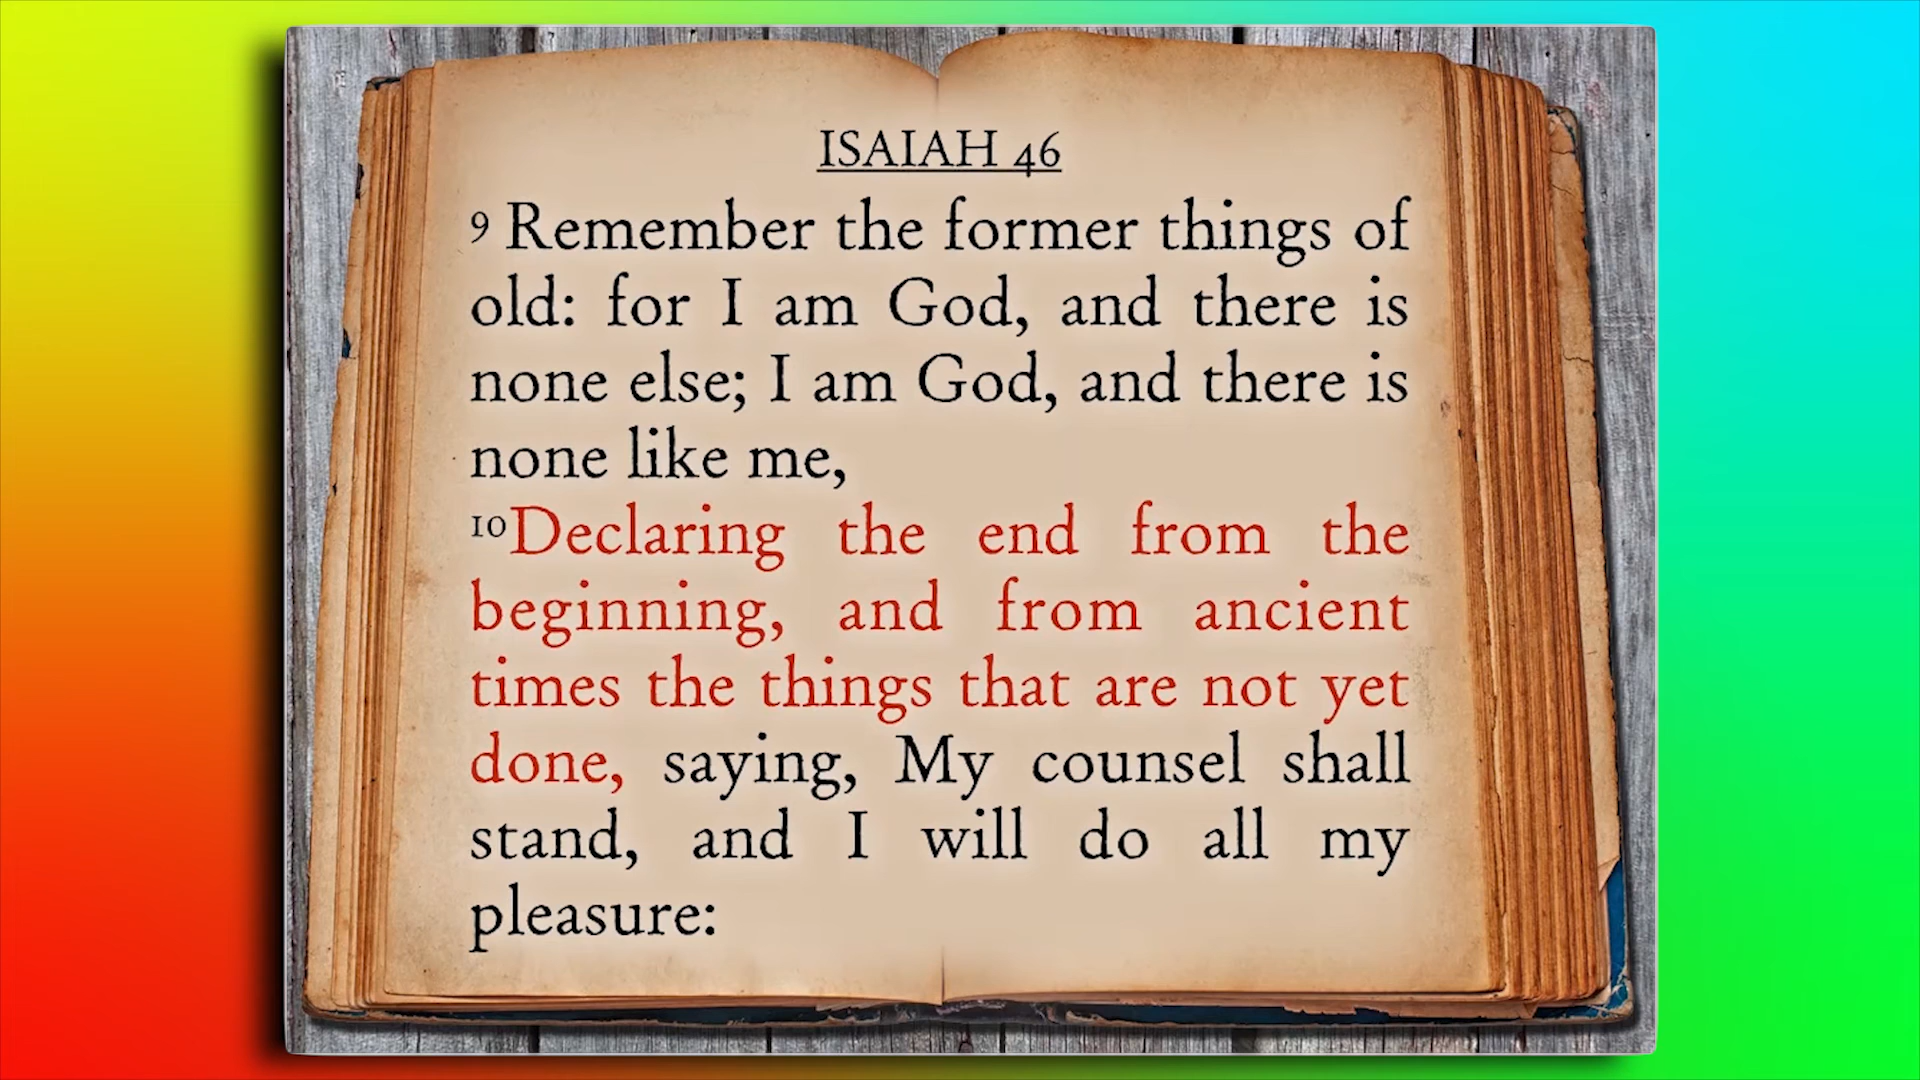 ISAIAH 46
9 Remember the former things of
old: for I am God, and there is
none else; I am God, and there is
none like me,
10 Declaring the end from the
beginning, and from ancient
times the things that are not yet
done, saying, My counsel shall
stand, and I will do all my
pleasure: